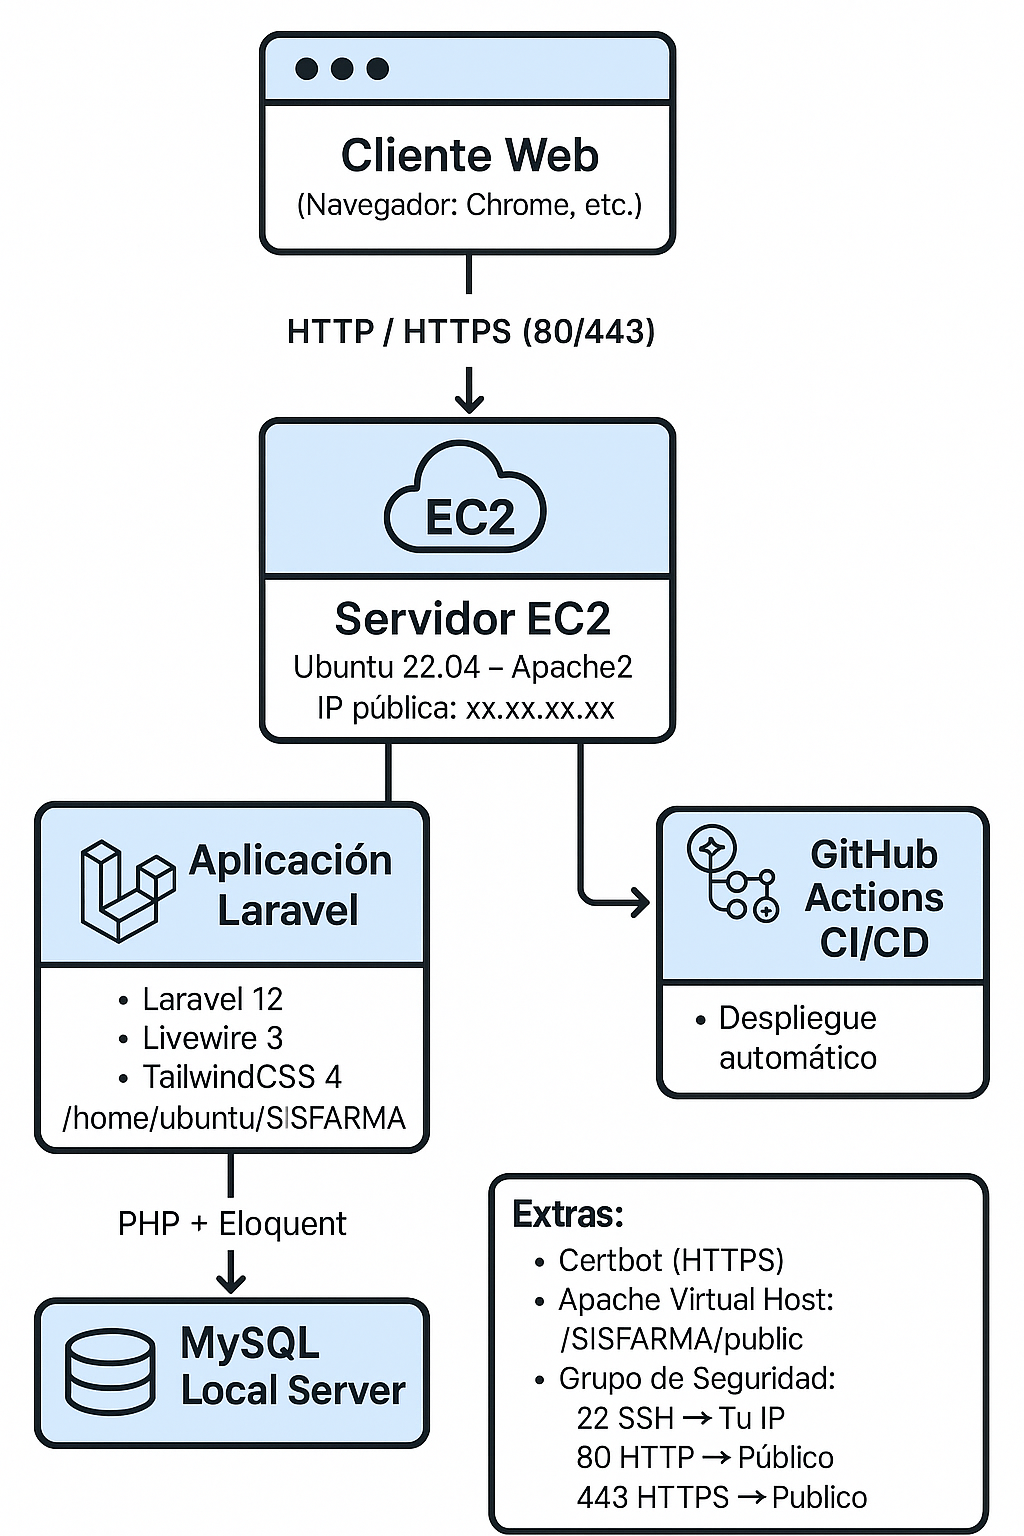 Cliente Web
(Navegador: Chrome, etc.)
HTTP / HTTPS (80/443)
EC2
Servidor EC2
Ubuntu 22.04 – Apache2
IP pública: xx.xx.xx.xx
Aplicación
Laravel
• Laravel 12
• Livewire 3
• TailwindCSS 4
/home/ubuntu/SISFARMA
GitHub
Actions
CI/CD
• Despliegue
automático
PHP + Eloquent
MySQL
Local Server
Extras:
• Certbot (HTTPS)
• Apache Virtual Host:
/SISFARMA/public
• Grupo de Seguridad:
22 SSH → Tu IP
80 HTTP → Público
443 HTTPS → Publico